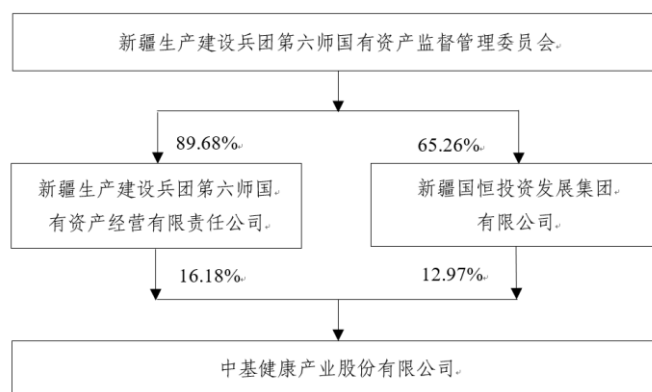 新疆生产建设兵团第六师国有资产监督管理委员会
89.68%
65.26%
新疆生产建设兵团第六师国
有资产经营有限责任公司
新疆国恒投资发展集团
有限公司
16.18%
12.97%
中基健康产业股份有限公司